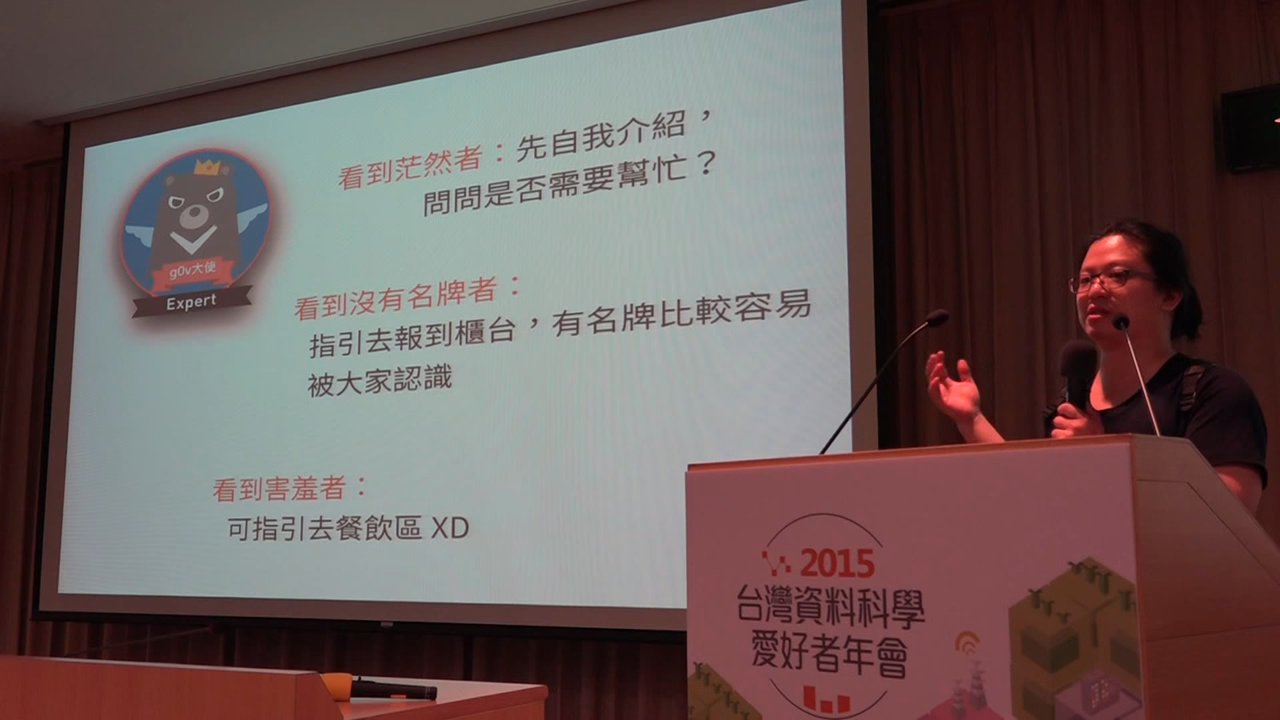 看到茫然者：先自我介紹，
問問是否需要幫忙？
g0v大使
Expert
看到沒有名牌者：
指引去報到櫃台，有名牌比較容易
被大家認識
看到害羞者：
可指引去餐飲區 XD
2015
台灣資料科學
愛好者年會